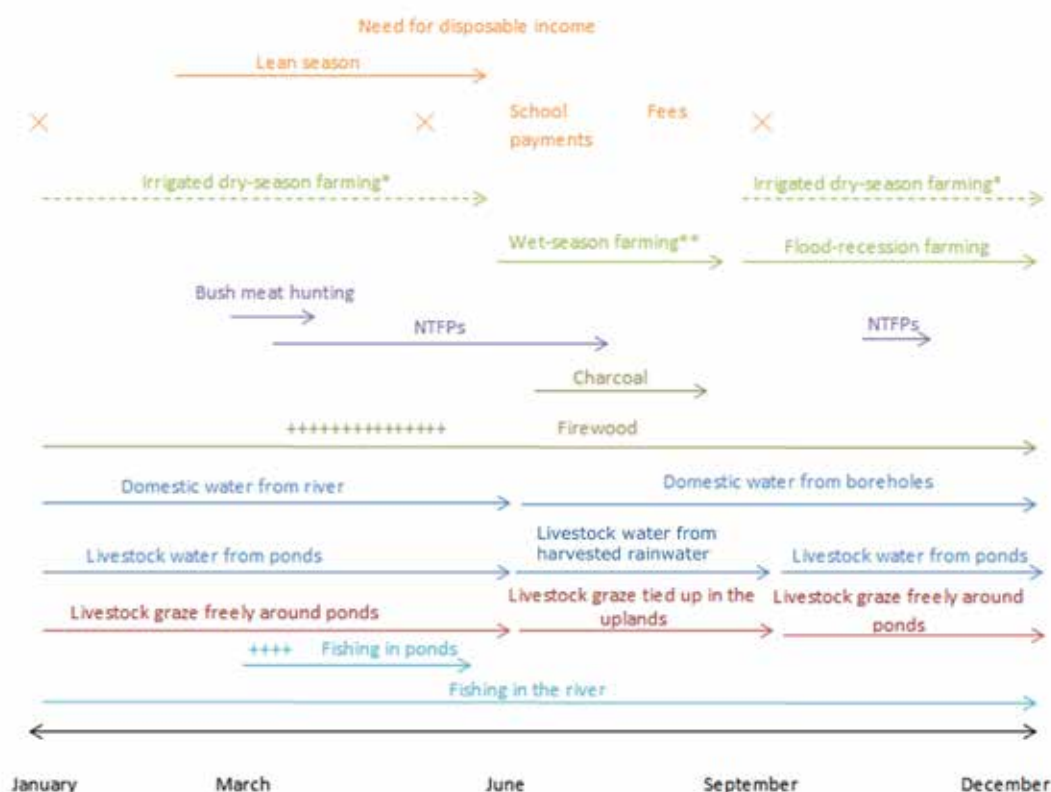 Need for disposable income
Lean season
School Fees
payments
Irrigated dry-season farming* Irrigated dry-season farming*
Wet-season farming** Flood-recession farming
Bush meat hunting
NTFPs NTFPs
Charcoal
+++++++++++++++ Firewood
Domestic water from river Domestic water from boreholes
Livestock water from ponds
Livestock water from
harvested rainwater
Livestock water from ponds
Livestock graze freely around ponds
Livestock graze tied up in the
uplands
Livestock graze freely around
ponds
++++ Fishing in ponds
Fishing in the river
January March June September December